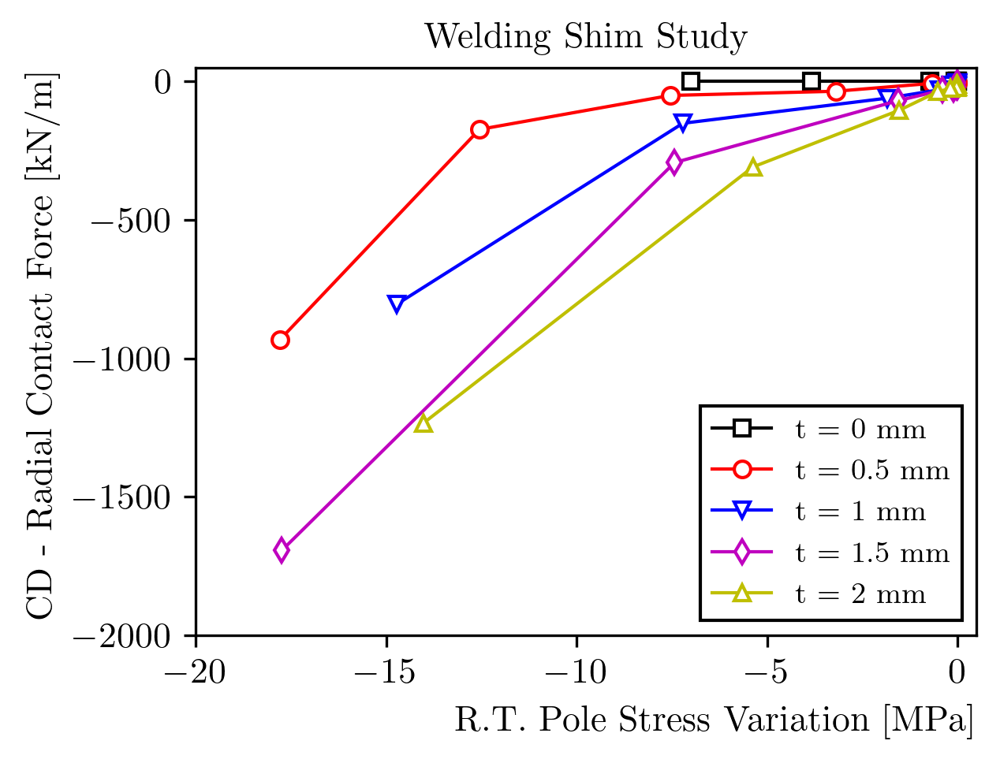 Welding Shim Study
CD - Radial Contact Force [kN/m]
0
−500
−1000
−1500
−2000
−20
−15
−10
−5
0
R.T. Pole Stress Variation [MPa]
t = 0 mm
t = 0.5 mm
t = 1 mm
t = 1.5 mm
t = 2 mm